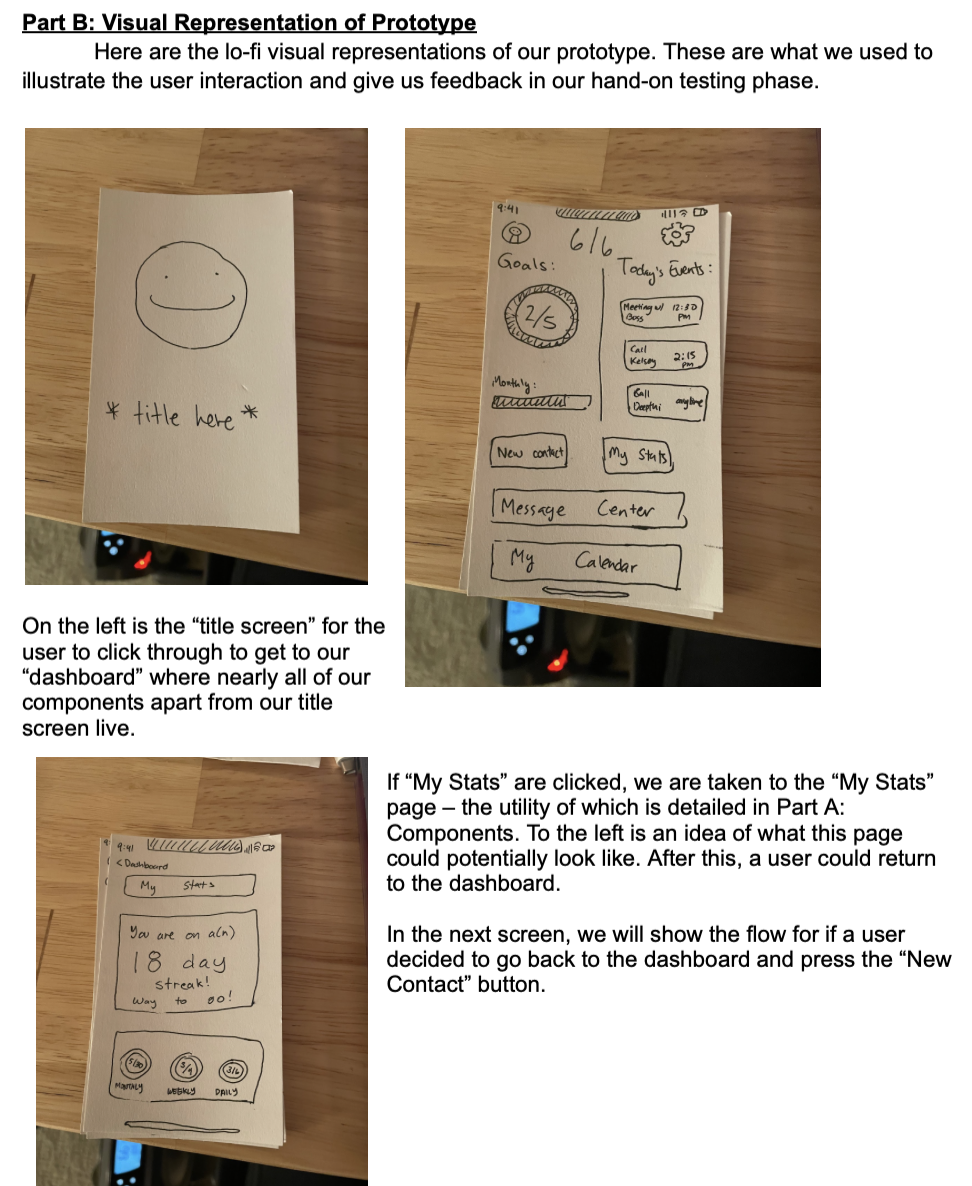 Part B: Visual Representation of Prototype
Here are the lo-fi visual representations of our prototype. These are what we used to
illustrate the user interaction and give us feedback in our hand-on testing phase.
* title here *
9:41
6/6
Goals:
Today's Events:
2/5
Meeting w/ 12:30
Boss pm
Call 2:15
Kelsey pm
Monthly:
Call
Deepthi anytime
New contact
My Stats
Message Center
My Calendar
On the left is the “title screen” for the
user to click through to get to our
“dashboard” where nearly all of our
components apart from our title
screen live.
9:41
< Dashboard
My Stats
You are on a(n)
18 day
streak!
Way to go!
5/30
3/6
MONTHLY WEEKLY DAILY
If “My Stats” are clicked, we are taken to the “My Stats”
page – the utility of which is detailed in Part A:
Components. To the left is an idea of what this page
could potentially look like. After this, a user could return
to the dashboard.
In the next screen, we will show the flow for if a user
decided to go back to the dashboard and press the “New
Contact” button.